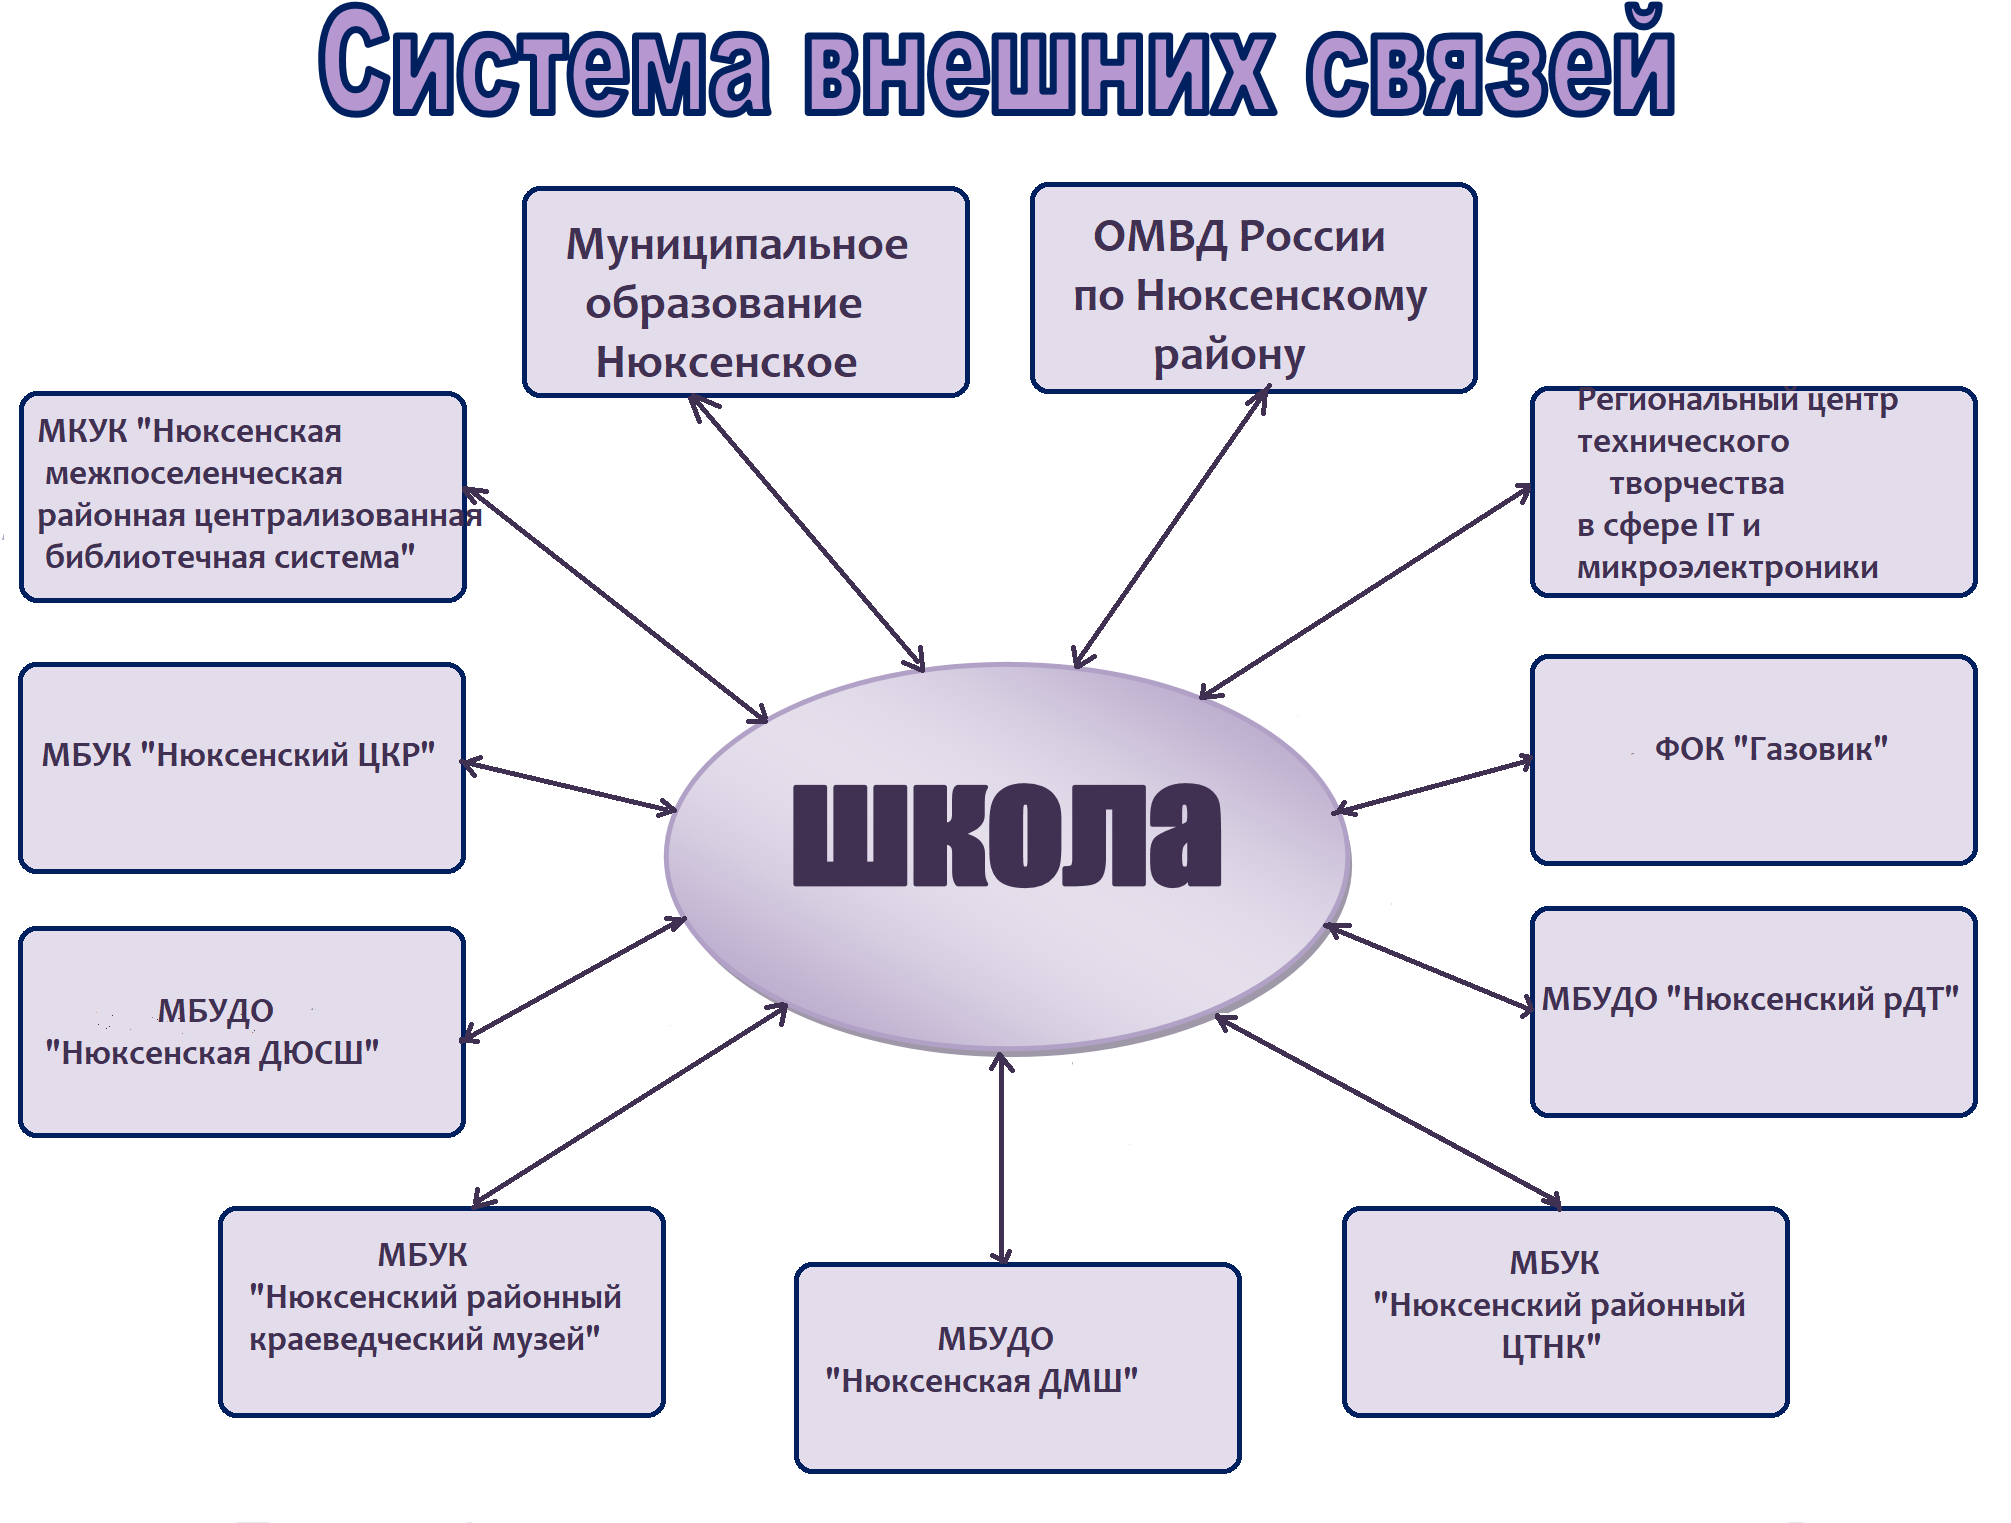 Система внешних связей
Муниципальное
образование
Нюксенское
ОМВД России
по Нюксенскому
району
МКУК "Нюксенская
межпоселенческая
районная централизованная
библиотечная система"
Региональный центр
технического
творчества
в сфере IT и
микроэлектроники
МБУК "Нюксенский ЦКР"
школа
ФОК "Газовик"
МБУДО
"Нюксенская ДЮСШ"
МБУДО "Нюксенский рДТ"
МБУК
"Нюксенский районный
краеведческий музей"
МБУДО
"Нюксенская ДМШ"
МБУК
"Нюксенский районный
ЦТНК"